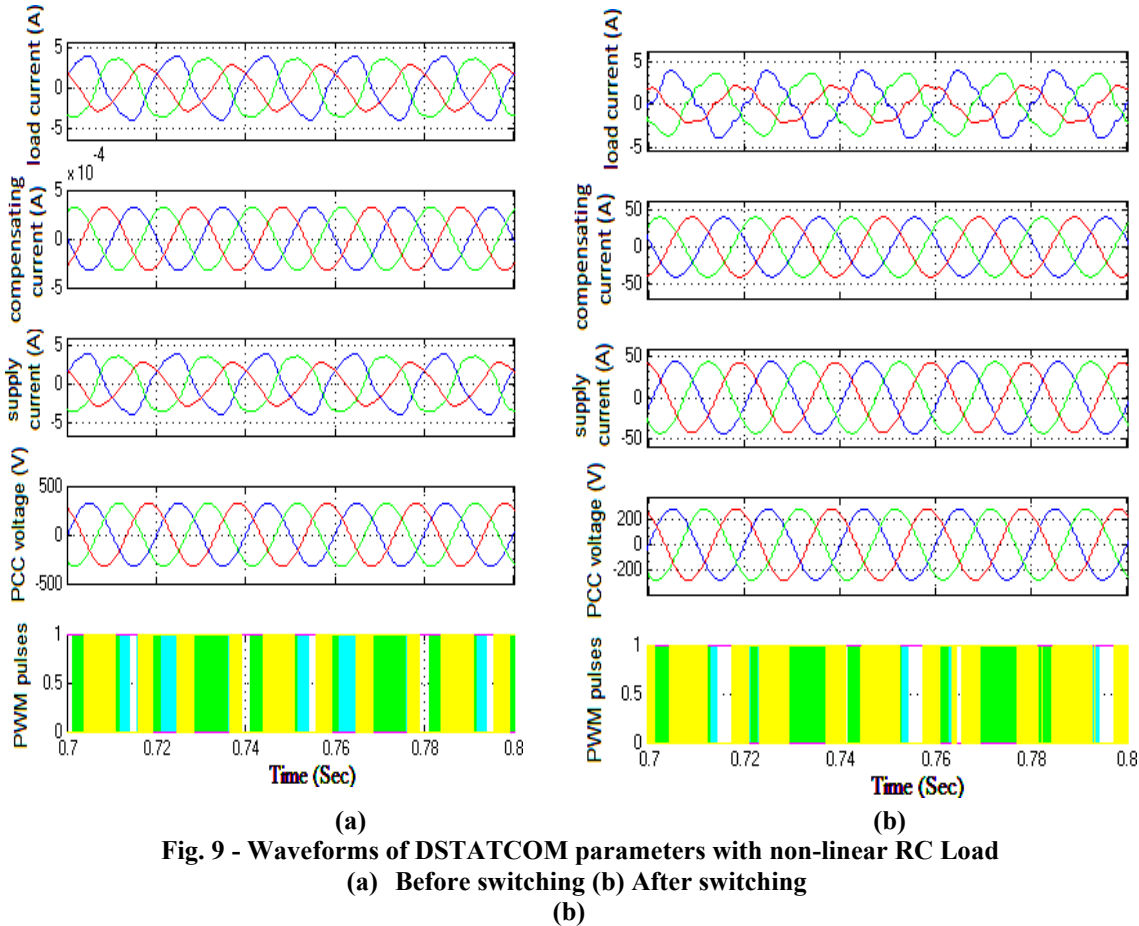 load current (A)
5
0
-5
x 10^-4
compensating
current (A)
5
0
-5
supply
current (A)
5
0
-5
PCC voltage (V)
500
0
-500
PWM pulses
1
0.5
0
0.7 0.72 0.74 0.76 0.78 0.8
Time (Sec)
(a)
load current (A)
5
0
-5
compensating
current (A)
50
0
-50
supply
current (A)
50
0
-50
PCC voltage (V)
200
0
-200
PWM pulses
1
0.5
0
0.7 0.72 0.74 0.76 0.78 0.8
Time (Sec)
(b)
Fig. 9 - Waveforms of DSTATCOM parameters with non-linear RC Load
(a) Before switching (b) After switching
(b)